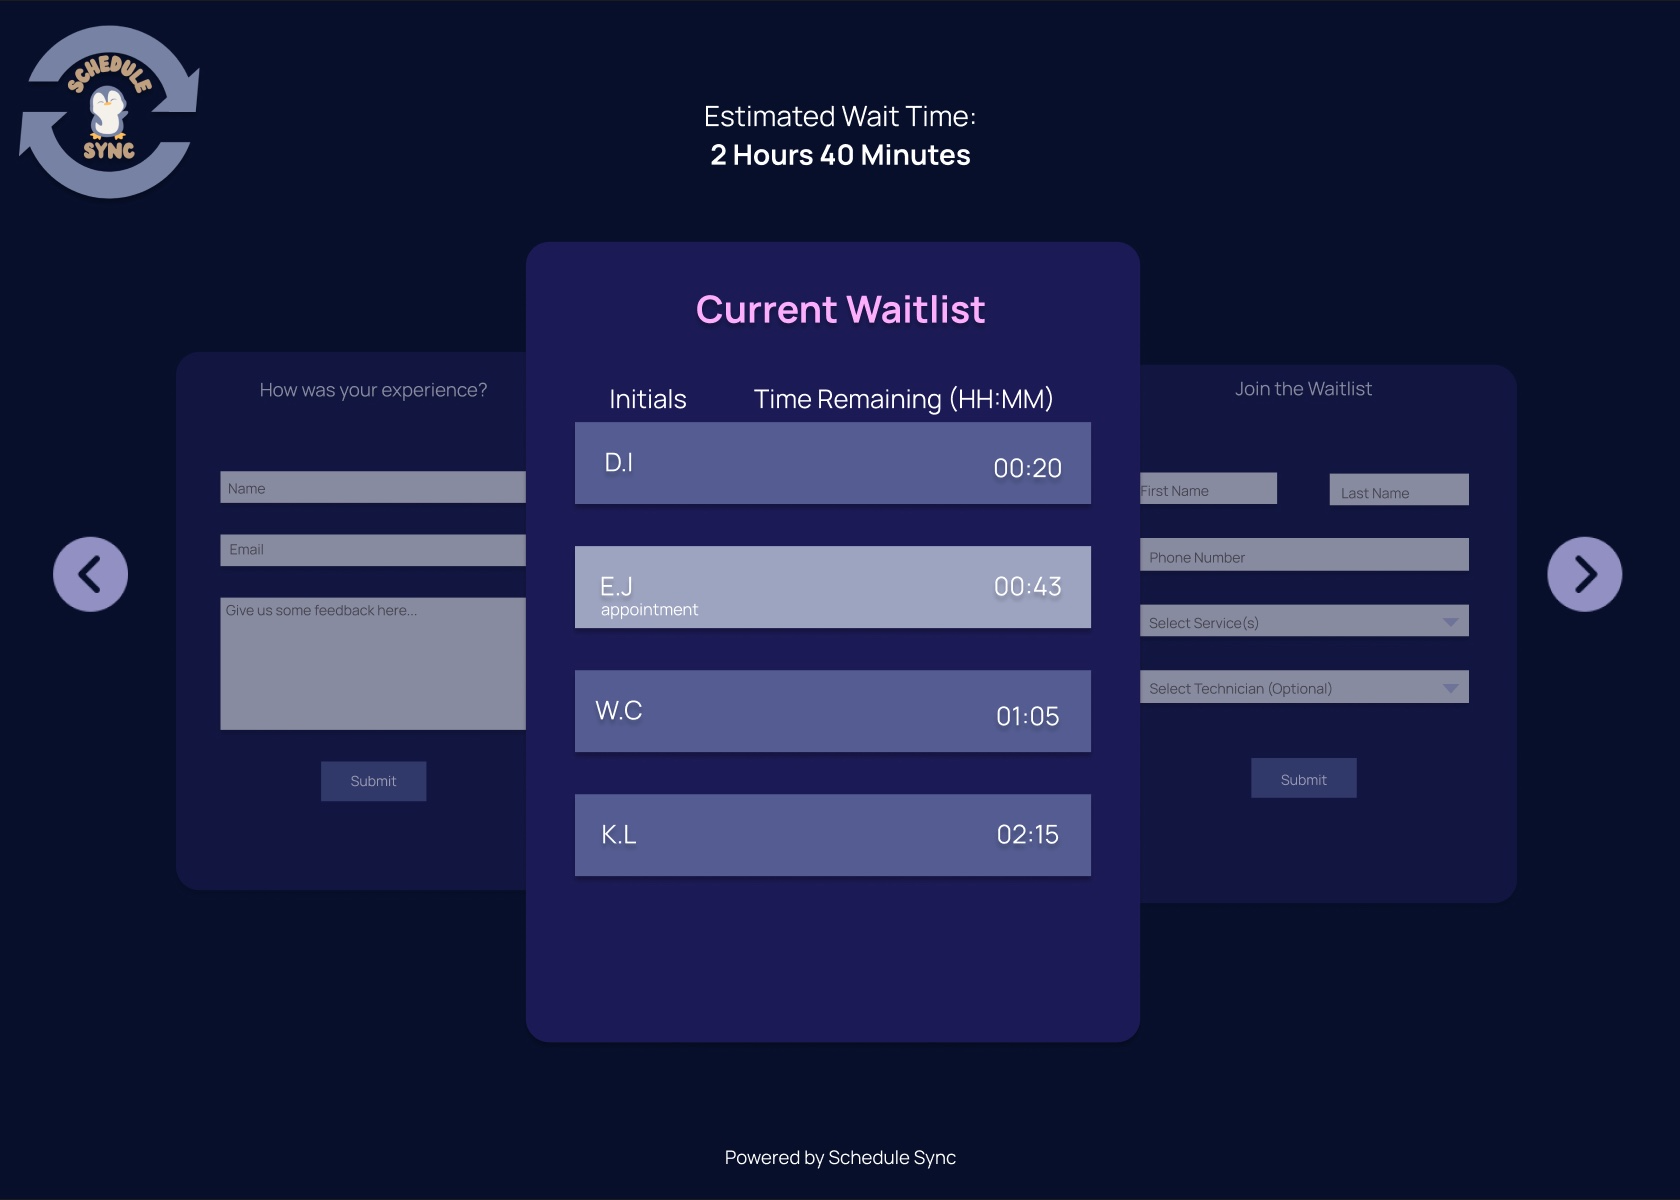 SCHEDULE
SYNC
Estimated Wait Time:
2 Hours 40 Minutes
How was your experience?
Name
Email
Give us some feedback here...
Submit
Current Waitlist
Initials Time Remaining (HH:MM)
D.I 00:20
E.J 00:43
appointment
W.C 01:05
K.L 02:15
Join the Waitlist
First Name Last Name
Phone Number
Select Service(s)
Select Technician (Optional)
Submit
Powered by Schedule Sync